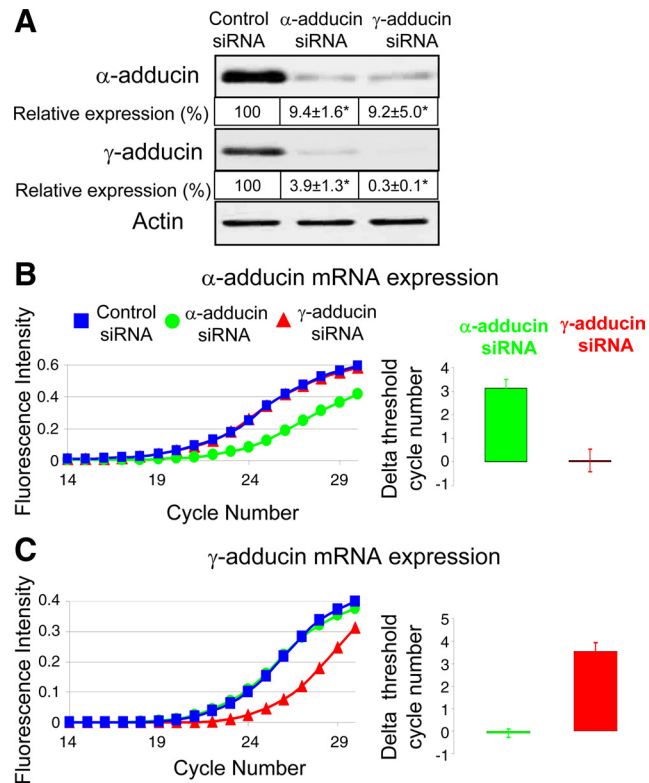 A
Control siRNA
α-adducin siRNA
γ-adducin siRNA
α-adducin
Relative expression (%) 100 9.4±1.6* 9.2±5.0*
γ-adducin
Relative expression (%) 100 3.9±1.3* 0.3±0.1*
Actin
B
α-adducin mRNA expression
Control siRNA
α-adducin siRNA
γ-adducin siRNA
Fluorescence Intensity
0.6
0.4
0.2
0
14 19 24 29
Cycle Number
α-adducin siRNA
γ-adducin siRNA
Delta threshold cycle number
4
3
2
1
0
-1
C
γ-adducin mRNA expression
Fluorescence Intensity
0.4
0.3
0.2
0.1
0
14 19 24 29
Cycle Number
Delta threshold cycle number
5
4
3
2
1
0
-1